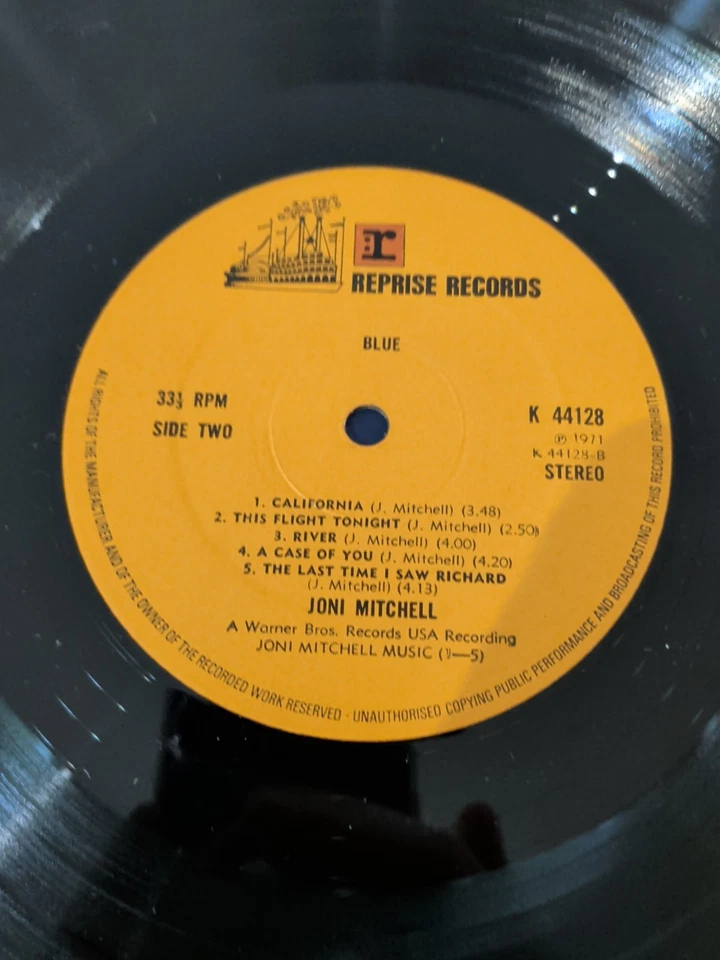 r
REPRISE RECORDS
BLUE
33⅓ RPM
SIDE TWO
K 44128
Ⓟ 1971
K 44128-B
STEREO
1. CALIFORNIA (J. Mitchell) (3.48)
2. THIS FLIGHT TONIGHT (J. Mitchell) (2.50)
3. RIVER (J. Mitchell) (4.00)
4. A CASE OF YOU (J. Mitchell) (4.20)
5. THE LAST TIME I SAW RICHARD
(J. Mitchell) (4.13)
JONI MITCHELL
A Warner Bros. Records USA Recording
JONI MITCHELL MUSIC (1—5)
ALL RIGHTS OF THE MANUFACTURER AND OF THE OWNER OF THE RECORDED WORK RESERVED · UNAUTHORISED COPYING PUBLIC PERFORMANCE AND BROADCASTING OF THIS RECORD PROHIBITED